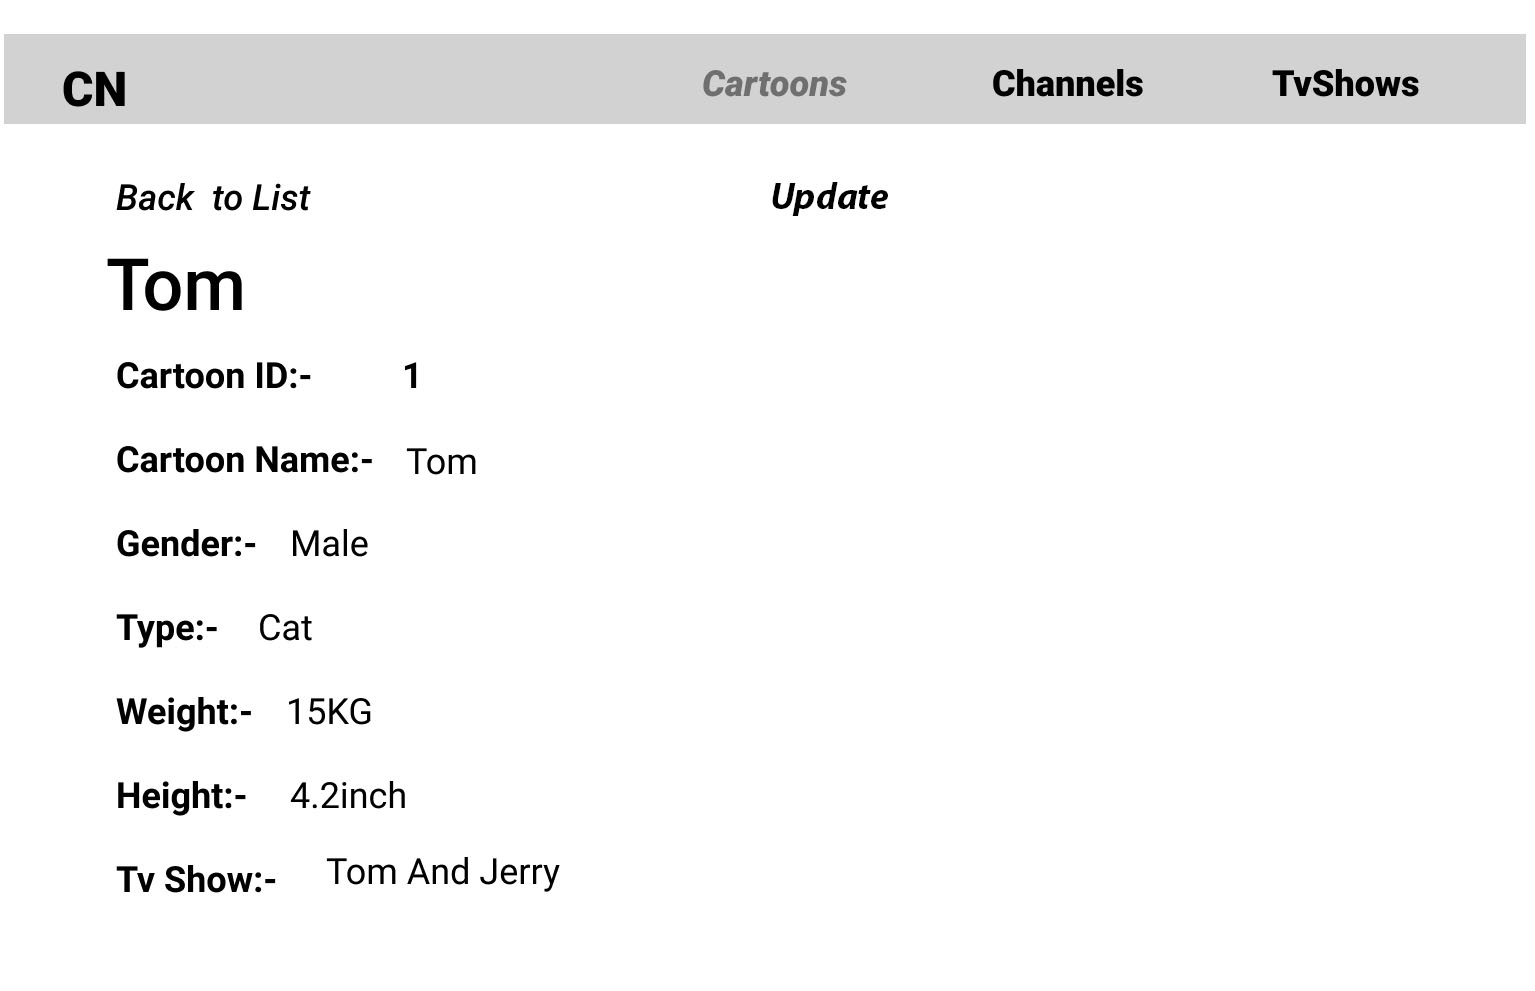 CN Cartoons Channels TvShows
Back to List Update
Tom
Cartoon ID:- 1
Cartoon Name:- Tom
Gender:- Male
Type:- Cat
Weight:- 15KG
Height:- 4.2inch
Tv Show:- Tom And Jerry